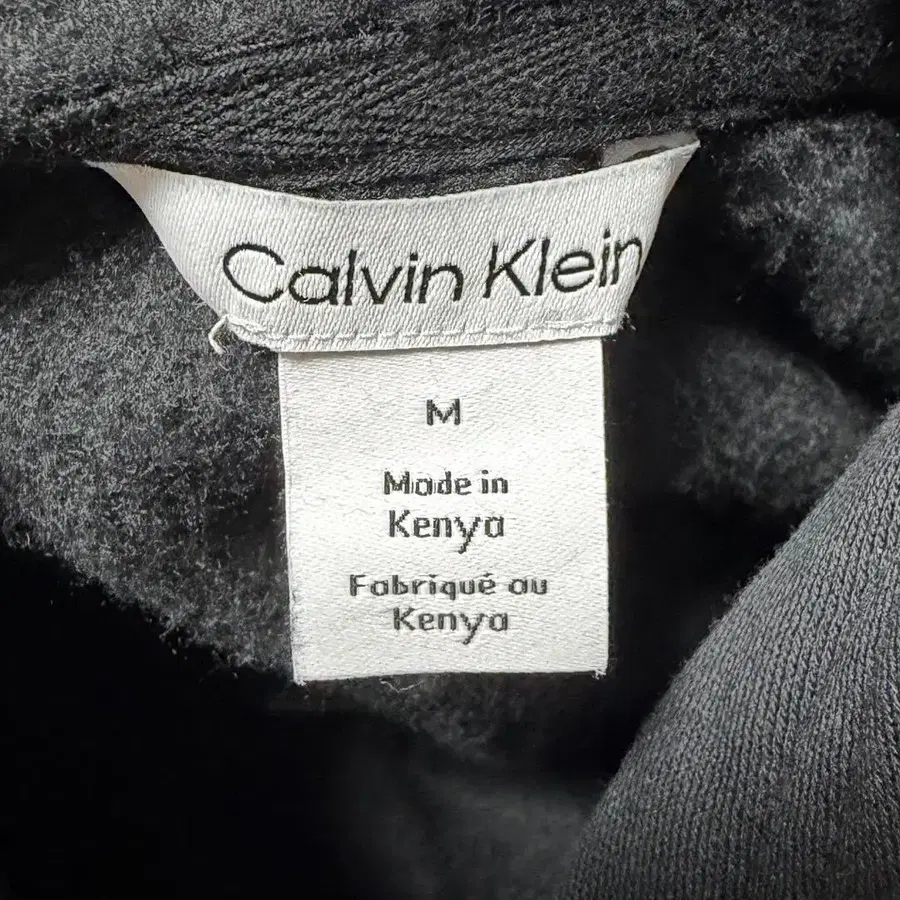 Calvin Klein
M
Made in
Kenya
Fabriqué au
Kenya